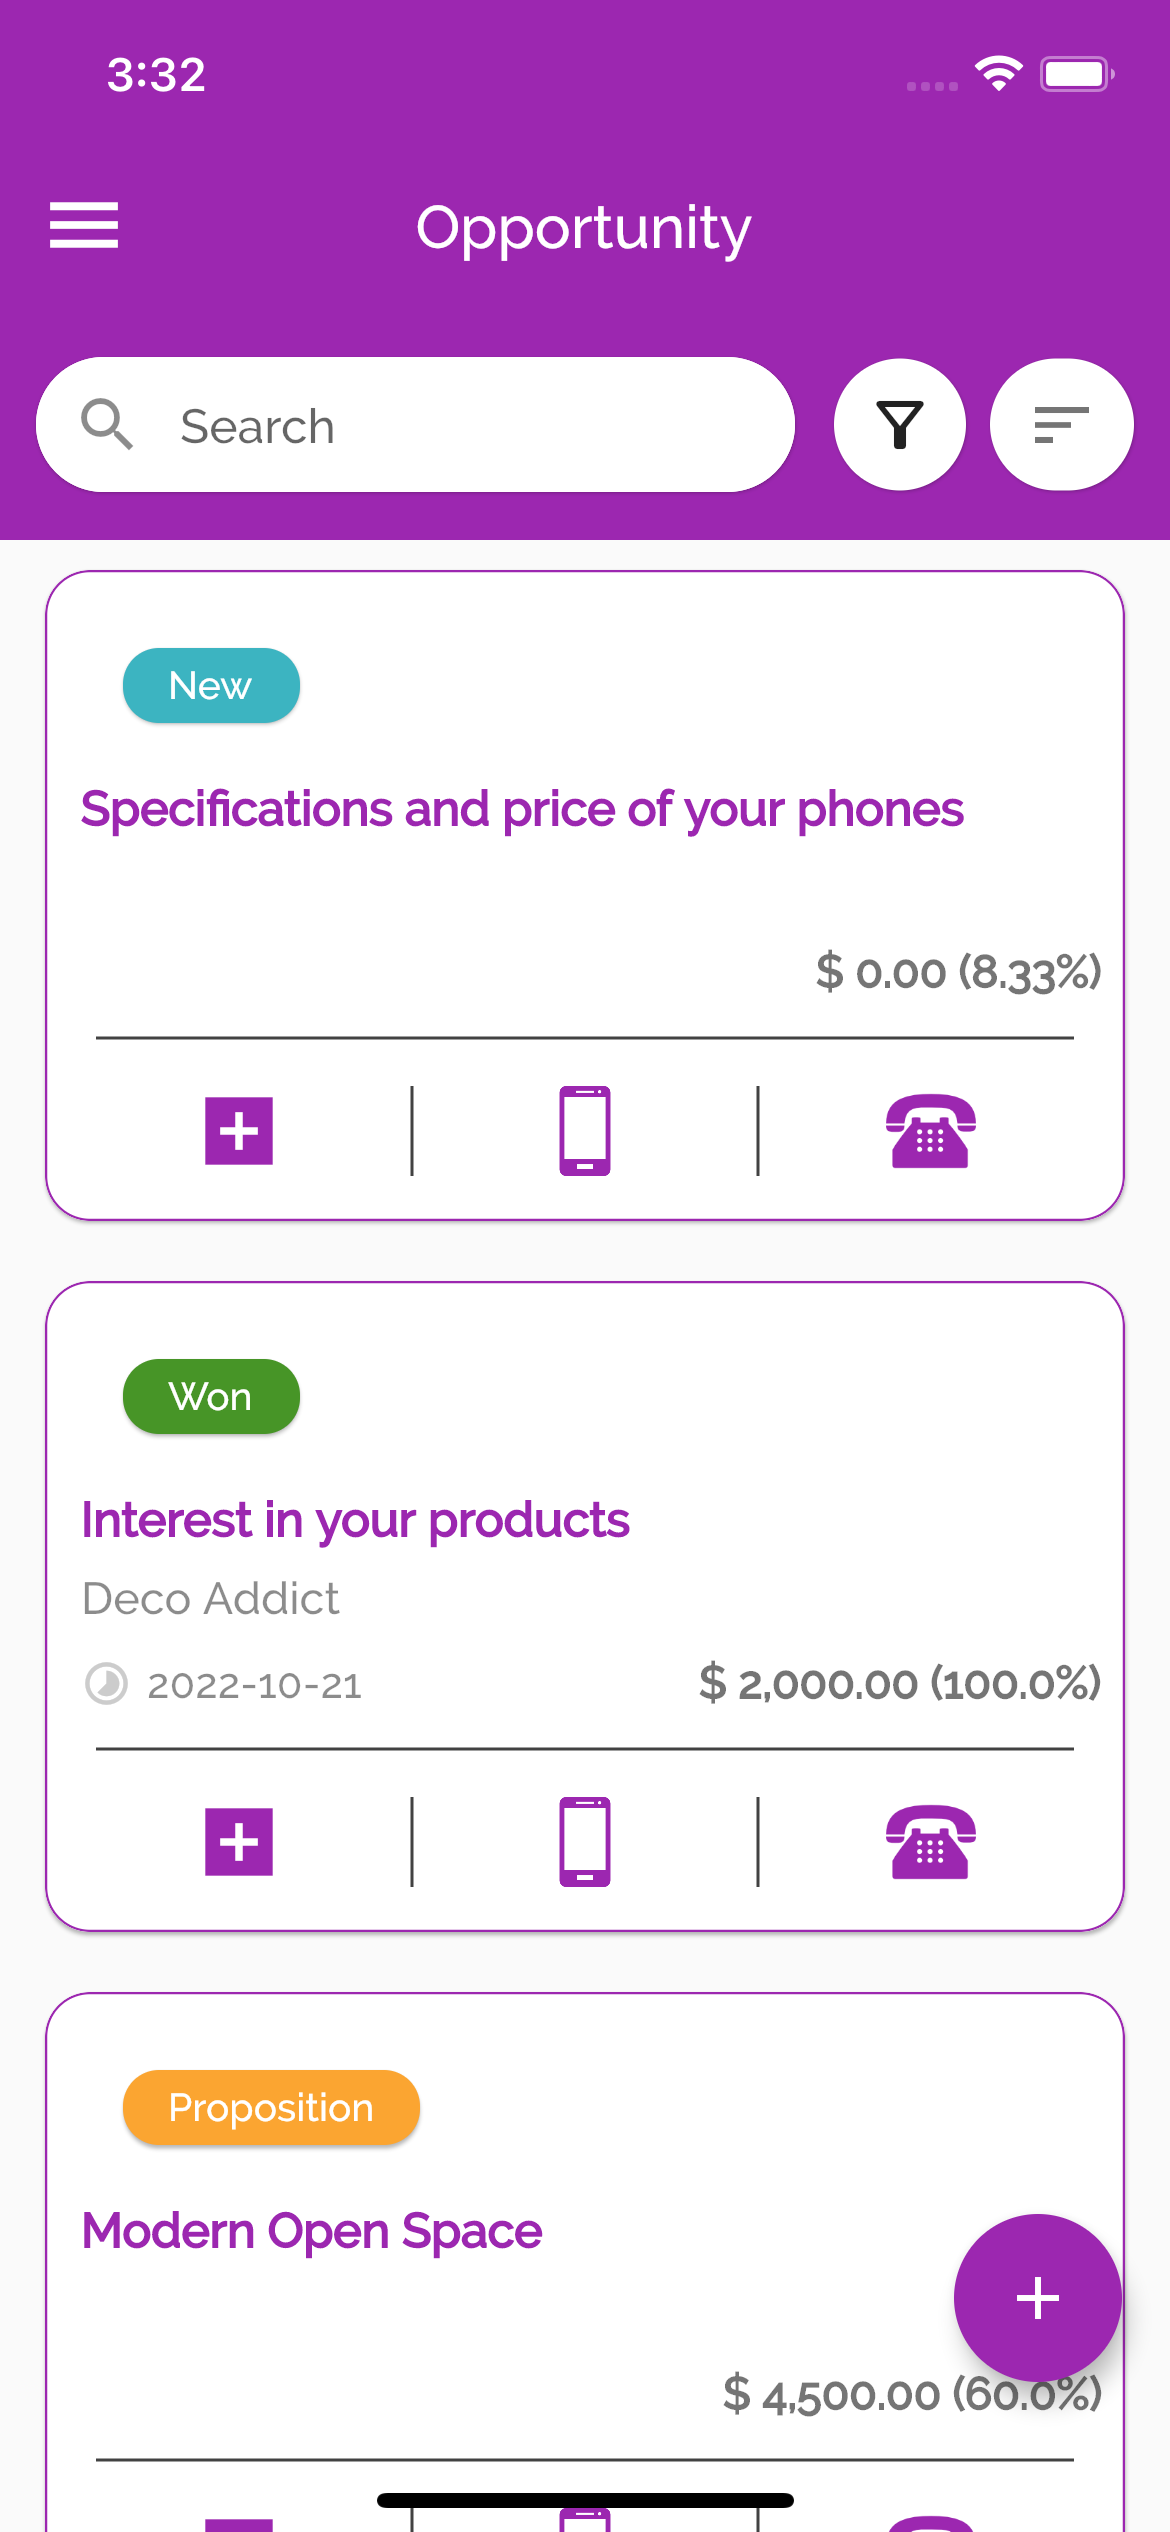 3:32
Opportunity
Search
New
Specifications and price of your phones
$ 0.00 (8.33%)
Won
Interest in your products
Deco Addict
2022-10-21
$ 2,000.00 (100.0%)
Proposition
Modern Open Space
$ 4,500.00 (60.0%)